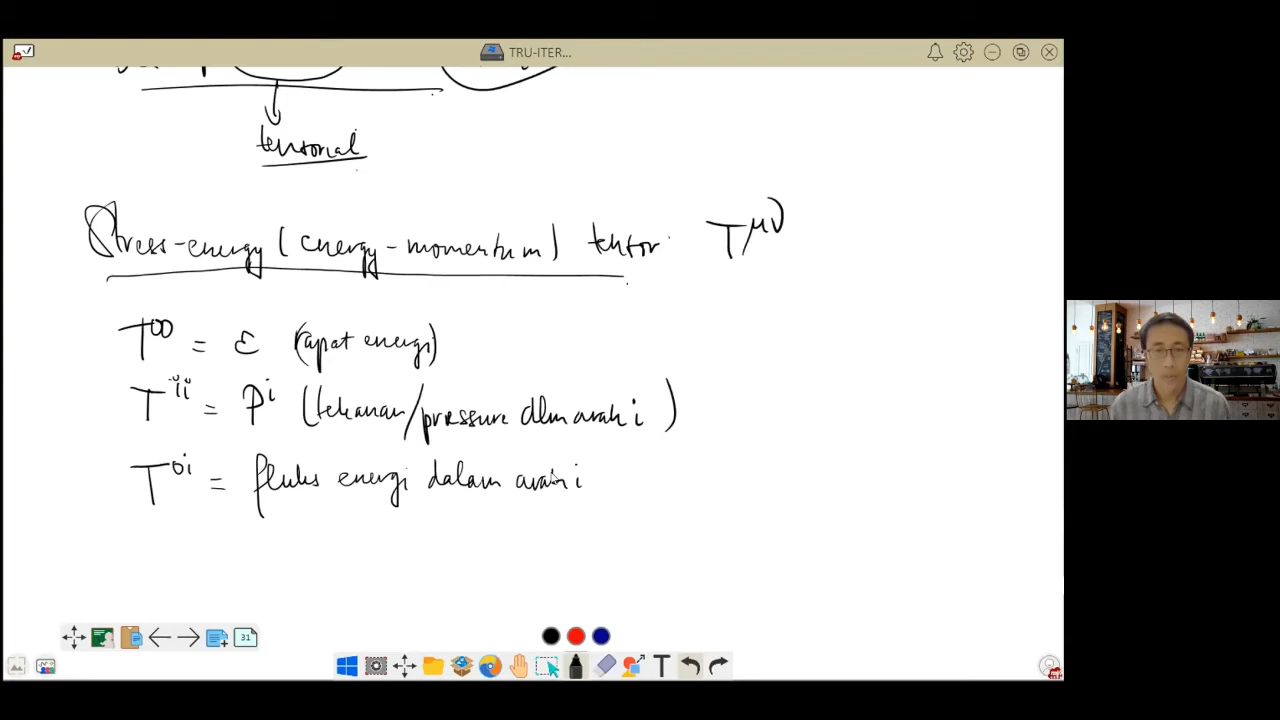 TRU-ITER...
tensorial
Stress-energy (energy-momentum) tensor T^μν
T^00 = ε (rapat energi)
T^ii = P^i (tekanan/pressure dlm arah i)
T^0i = fluks energi dalam arah i
31
T